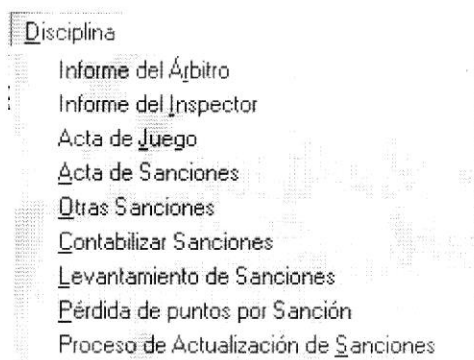 Disciplina
Informe del Árbitro
Informe del Inspector
Acta de Juego
Acta de Sanciones
Otras Sanciones
Contabilizar Sanciones
Levantamiento de Sanciones
Pérdida de puntos por Sanción
Proceso de Actualización de Sanciones